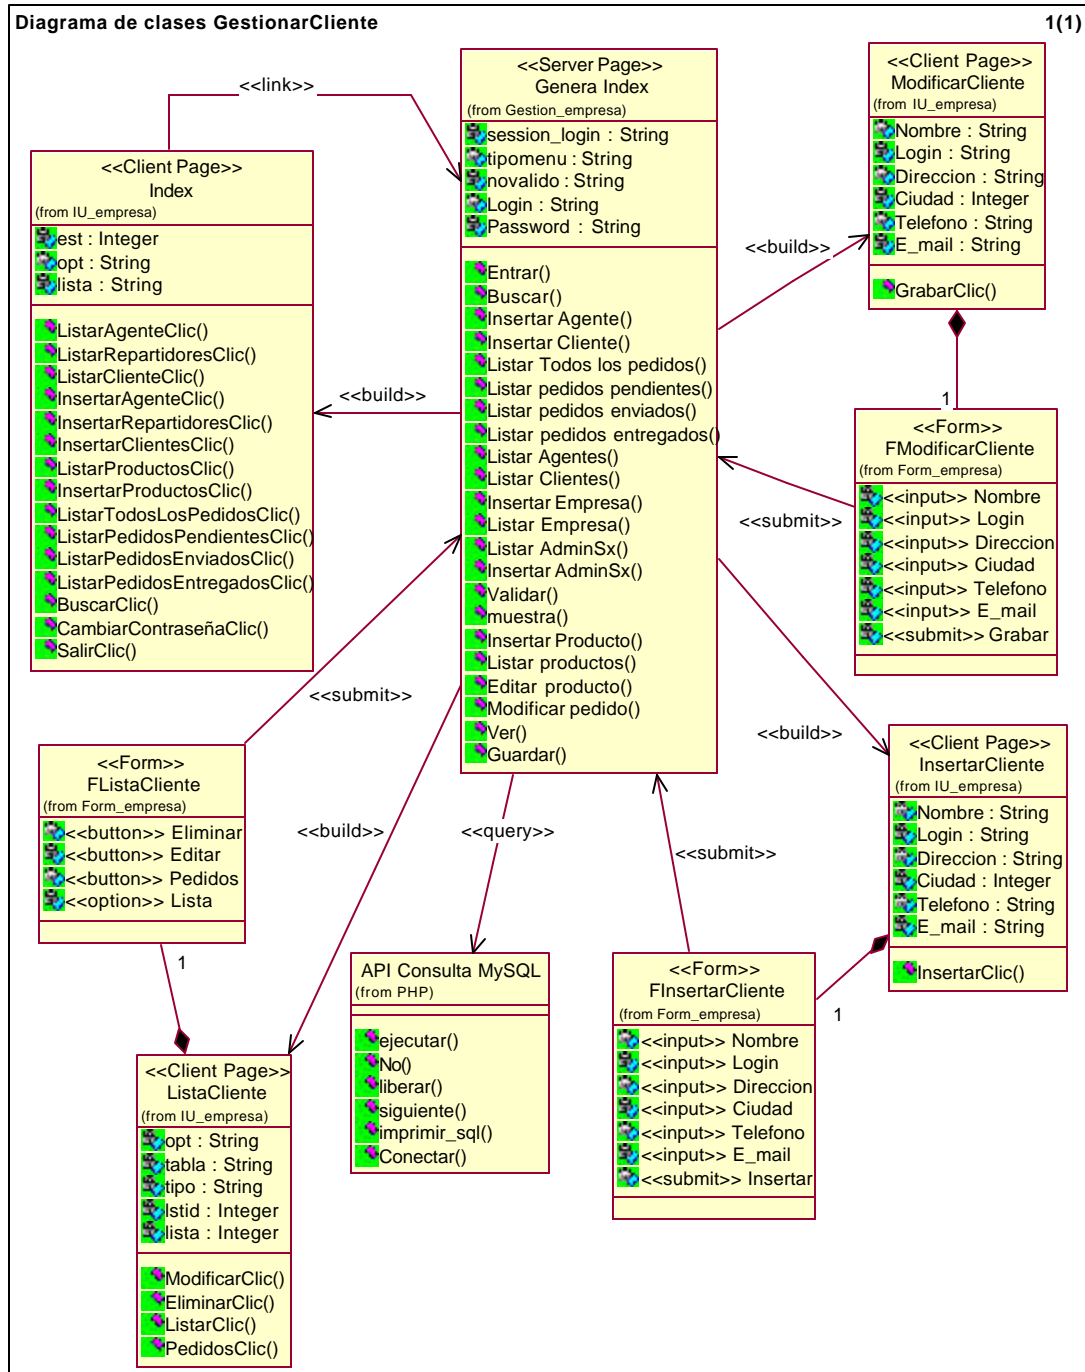 Diagrama de clases GestionarCliente
1(1)
<<link>>
<<Server Page>>
Genera Index
(from Gestion_empresa)
session_login : String
tipomenu : String
novalido : String
Login : String
Password : String
Entrar()
Buscar()
Insertar Agente()
Insertar Cliente()
Listar Todos los pedidos()
Listar pedidos pendientes()
Listar pedidos enviados()
Listar pedidos entregados()
Listar Agentes()
Listar Clientes()
Insertar Empresa()
Listar Empresa()
Listar AdminSx()
Insertar AdminSx()
Validar()
muestra()
Insertar Producto()
Listar productos()
Editar producto()
Modificar pedido()
Ver()
Guardar()
<<Client Page>>
ModificarCliente
(from IU_empresa)
Nombre : String
Login : String
Direccion : String
Ciudad : Integer
Telefono : String
E_mail : String
GrabarClic()
<<Client Page>>
Index
(from IU_empresa)
est : Integer
opt : String
lista : String
ListarAgenteClic()
ListarRepartidoresClic()
ListarClienteClic()
InsertarAgenteClic()
InsertarRepartidoresClic()
InsertarClientesClic()
ListarProductosClic()
InsertarProductosClic()
ListarTodosLosPedidosClic()
ListarPedidosPendientesClic()
ListarPedidosEnviadosClic()
ListarPedidosEntregadosClic()
BuscarClic()
CambiarContraseñaClic()
SalirClic()
<<build>>
<<build>>
1
<<Form>>
FModificarCliente
(from Form_empresa)
<<input>> Nombre
<<input>> Login
<<input>> Direccion
<<input>> Ciudad
<<input>> Telefono
<<input>> E_mail
<<submit>> Grabar
<<submit>>
<<submit>>
<<build>>
<<Client Page>>
InsertarCliente
(from IU_empresa)
Nombre : String
Login : String
Direccion : String
Ciudad : Integer
Telefono : String
E_mail : String
InsertarClic()
<<Form>>
FListaCliente
(from Form_empresa)
<<button>> Eliminar
<<button>> Editar
<<button>> Pedidos
<<option>> Lista
<<build>>
<<query>>
<<submit>>
1
API Consulta MySQL
(from PHP)
ejecutar()
No()
liberar()
siguiente()
imprimir_sql()
Conectar()
<<Form>>
FInsertarCliente
(from Form_empresa)
<<input>> Nombre
<<input>> Login
<<input>> Direccion
<<input>> Ciudad
<<input>> Telefono
<<input>> E_mail
<<submit>> Insertar
1
<<Client Page>>
ListaCliente
(from IU_empresa)
opt : String
tabla : String
tipo : String
lstid : Integer
lista : Integer
ModificarClic()
EliminarClic()
ListarClic()
PedidosClic()